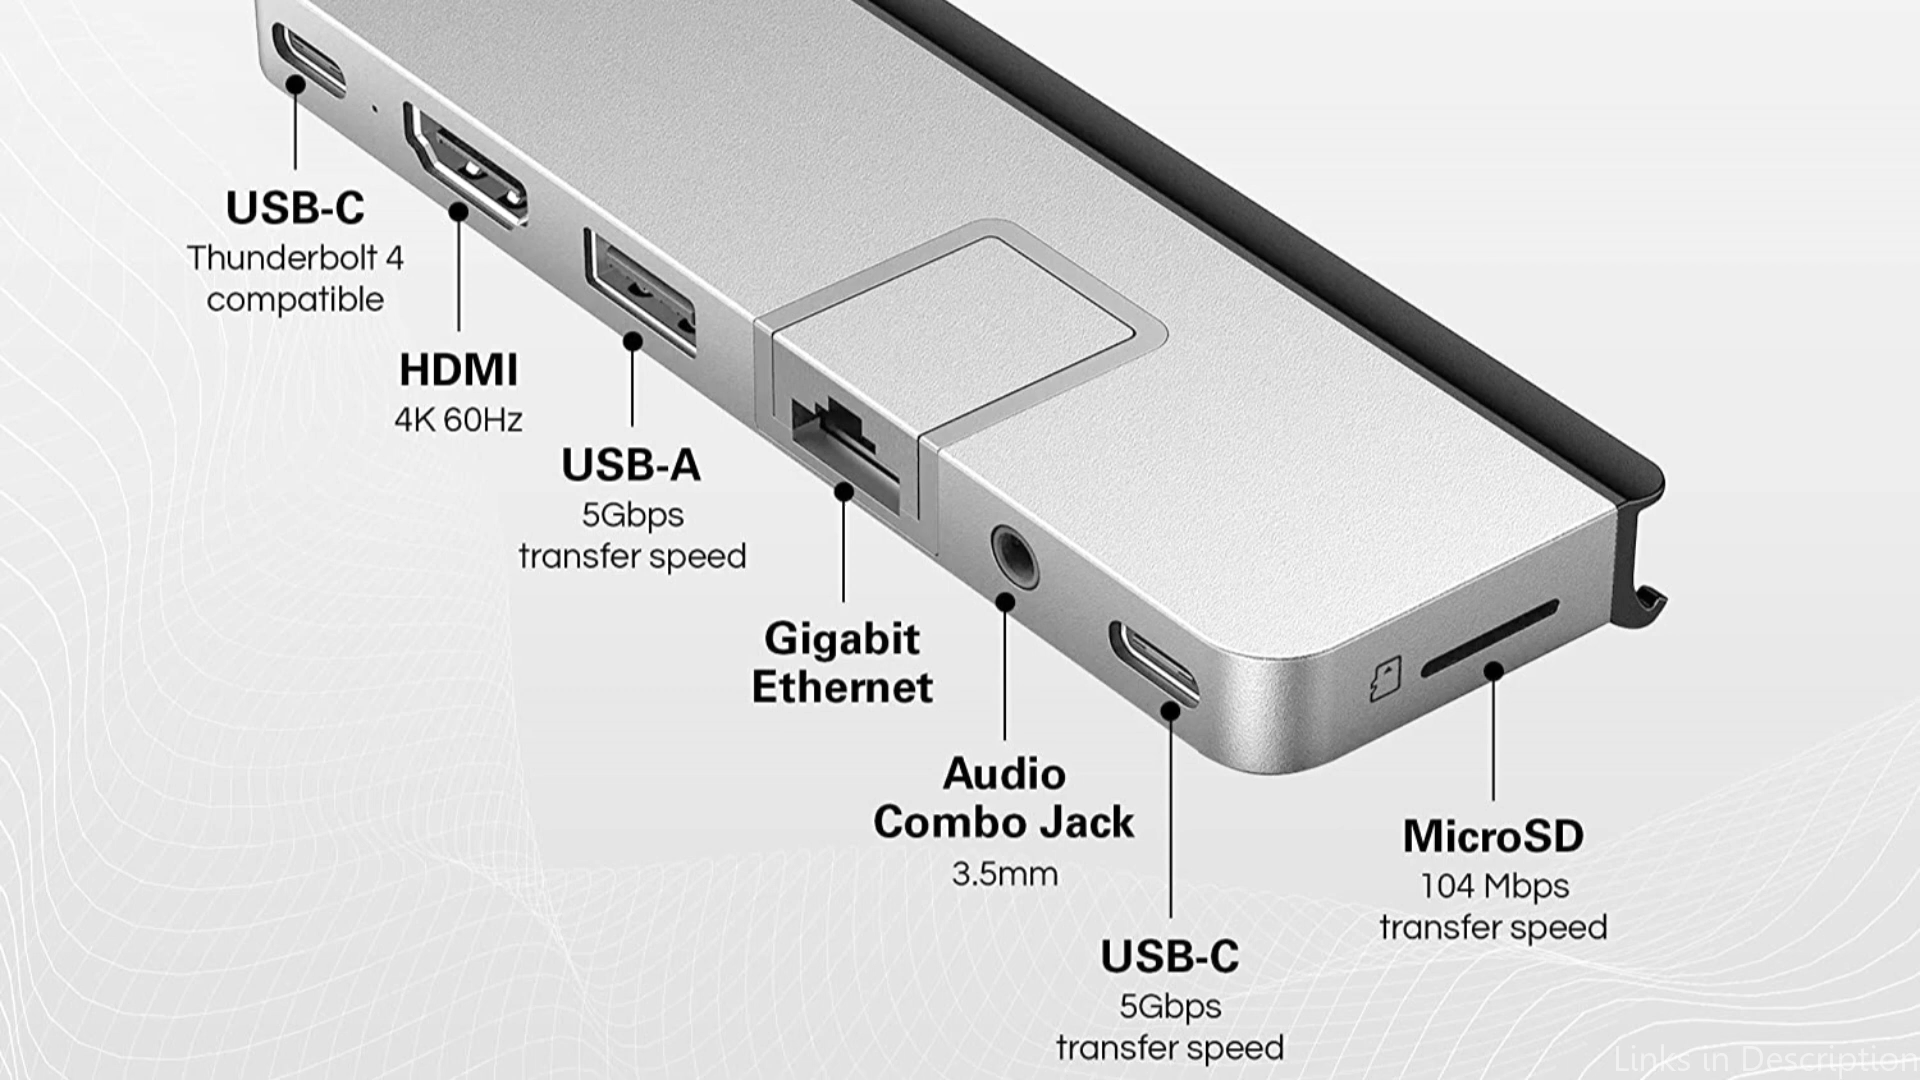 USB-C
Thunderbolt 4
compatible
HDMI
4K 60Hz
USB-A
5Gbps
transfer speed
Gigabit
Ethernet
Audio
Combo Jack
3.5mm
USB-C
5Gbps
transfer speed
MicroSD
104 Mbps
transfer speed
Links in Description